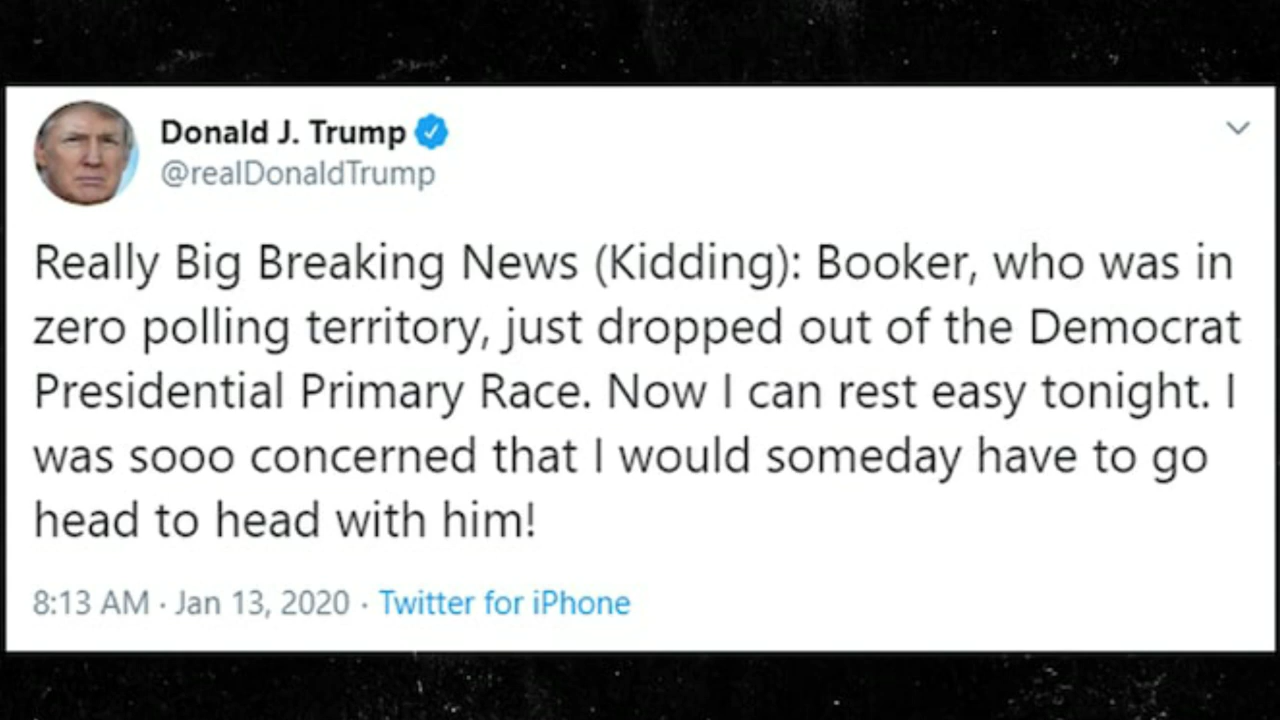 Donald J. Trump
@realDonaldTrump
Really Big Breaking News (Kidding): Booker, who was in
zero polling territory, just dropped out of the Democrat
Presidential Primary Race. Now I can rest easy tonight. I
was sooo concerned that I would someday have to go
head to head with him!
8:13 AM · Jan 13, 2020 · Twitter for iPhone